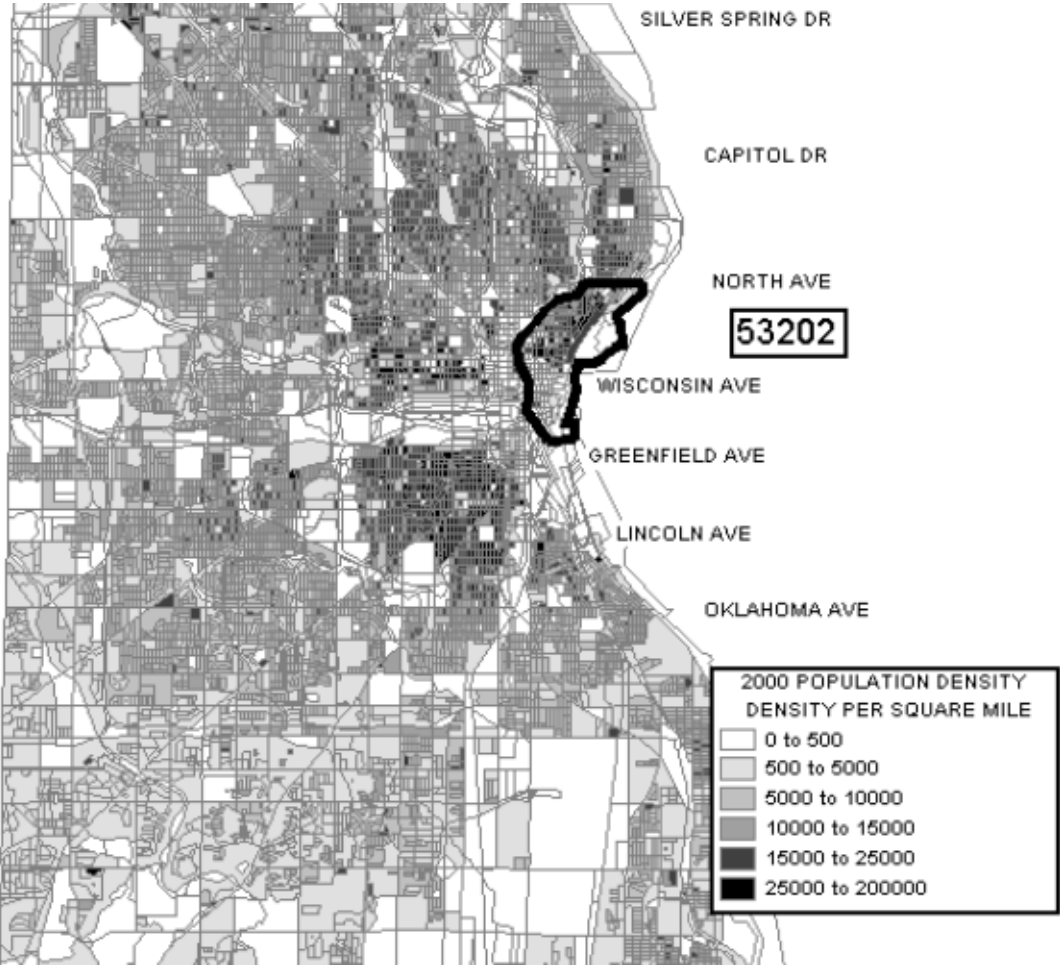 SILVER SPRING DR
CAPITOL DR
NORTH AVE
53202
WISCONSIN AVE
GREENFIELD AVE
LINCOLN AVE
OKLAHOMA AVE
2000 POPULATION DENSITY
DENSITY PER SQUARE MILE
0 to 500
500 to 5000
5000 to 10000
10000 to 15000
15000 to 25000
25000 to 200000